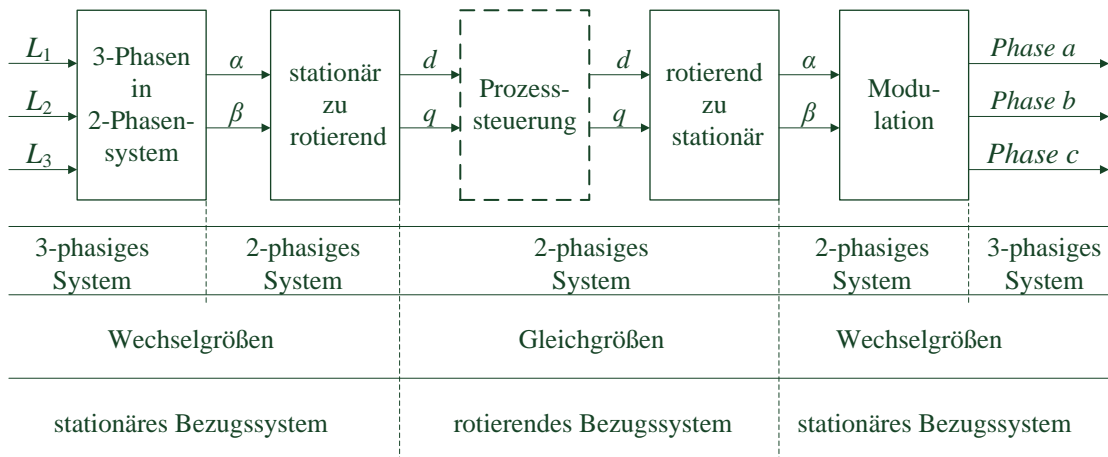 L1
L2
L3
3-Phasen
in
2-Phasen-
system
α
β
stationär
zu
rotierend
d
q
Prozess-
steuerung
d
q
rotierend
zu
stationär
α
β
Modu-
lation
Phase a
Phase b
Phase c
3-phasiges
System
2-phasiges
System
2-phasiges
System
2-phasiges
System
3-phasiges
System
Wechselgrößen
Gleichgrößen
Wechselgrößen
stationäres Bezugssystem
rotierendes Bezugssystem
stationäres Bezugssystem